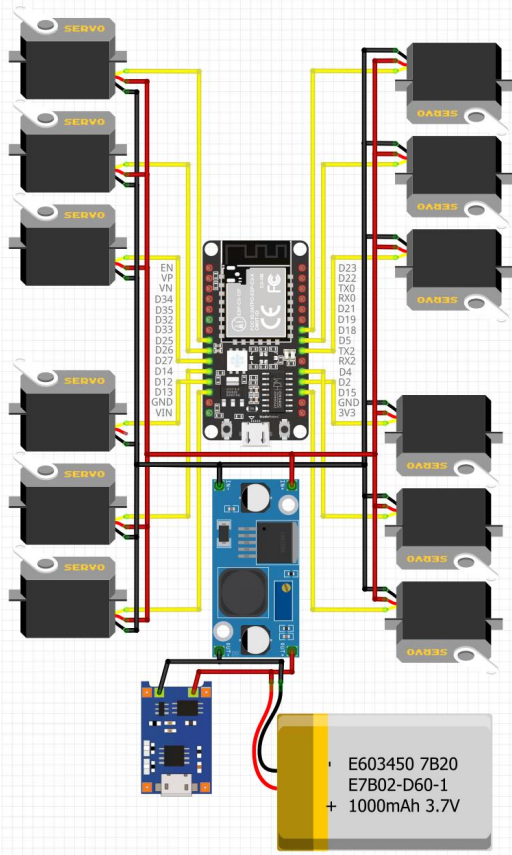 SERVO
SERVO
SERVO
SERVO
SERVO
SERVO
EN
VP
VN
D34
D35
D32
D33
D25
D26
D27
D14
D12
D13
GND
VIN
D23
D22
TX0
RX0
D21
D19
D18
D5
TX2
RX2
D4
D2
D15
GND
3V3
SERVO
SERVO
SERVO
SERVO
SERVO
SERVO
IN+
- E603450 7B20
E7B02-D60-1
+ 1000mAh 3.7V